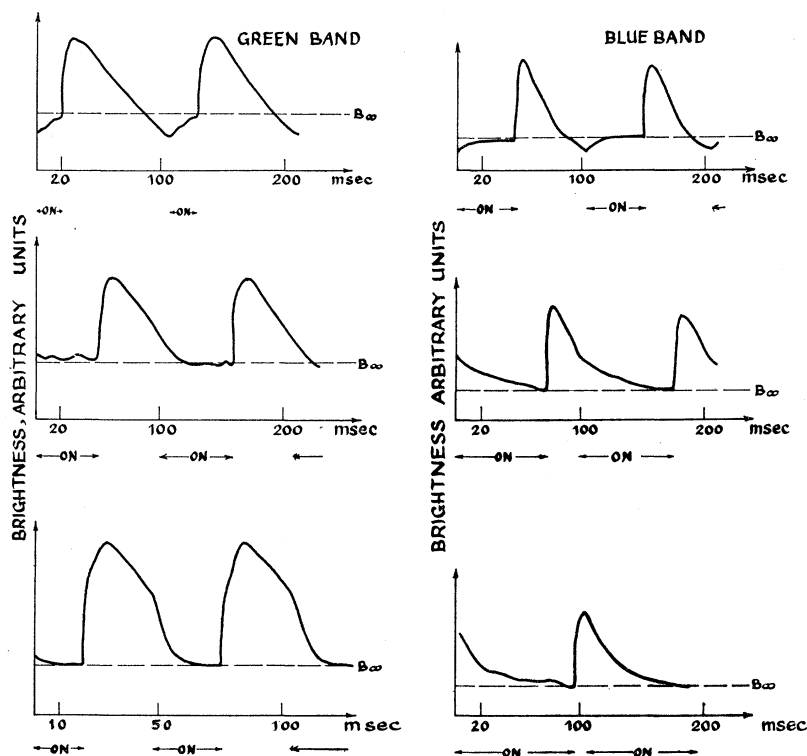 GREEN BAND
B∞
20 100 200 msec
ON ON
B∞
20 100 200 msec
ON ON
B∞
10 50 100 msec
ON ON
BRIGHTNESS, ARBITRARY UNITS
BLUE BAND
B∞
20 100 200 msec
ON ON
B∞
20 100 200 msec
ON ON
B∞
20 100 200 msec
ON ON
BRIGHTNESS ARBITRARY UNITS